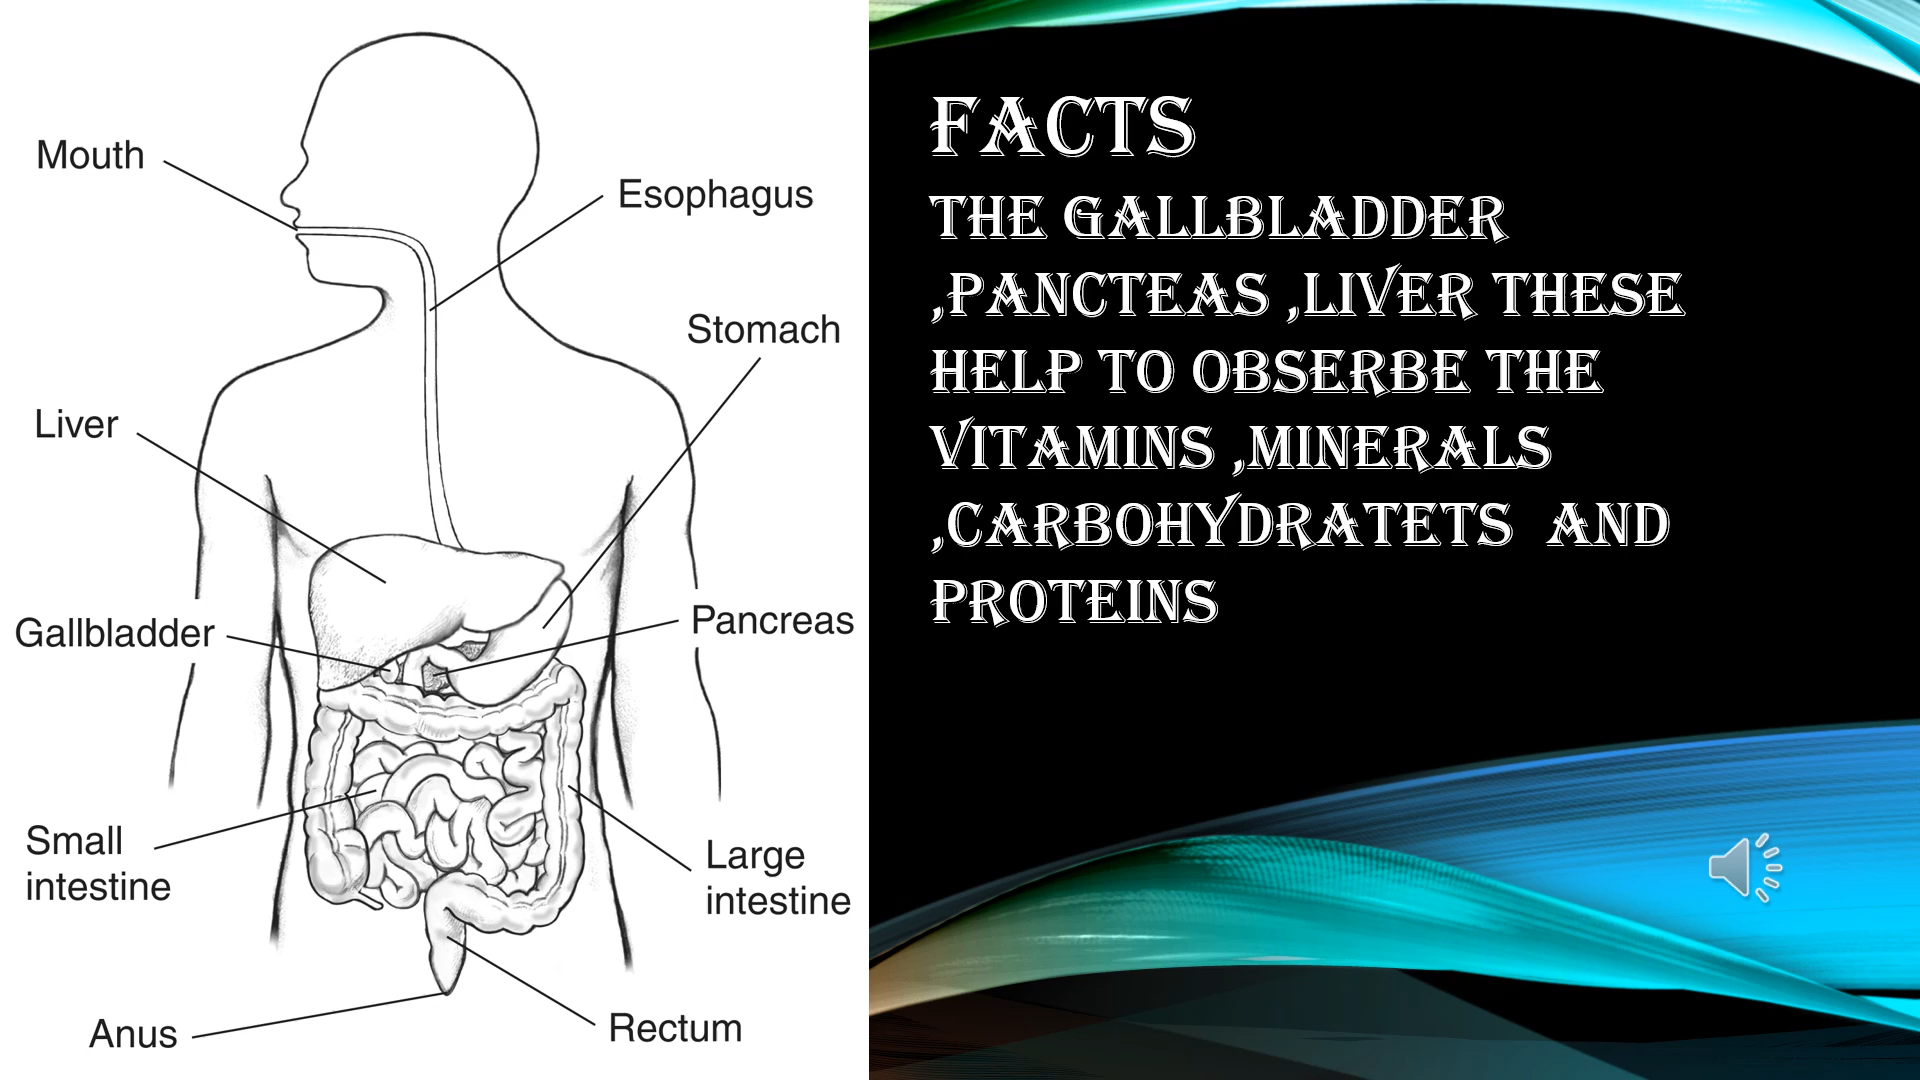 Mouth
Esophagus
Stomach
Liver
Gallbladder
Pancreas
Small
intestine
Large
intestine
Anus
Rectum
FACTS
THE GALLBLADDER
,PANCTEAS ,LIVER THESE
HELP TO OBSERBE THE
VITAMINS ,MINERALS
,CARBOHYDRATETS  AND
PROTEINS